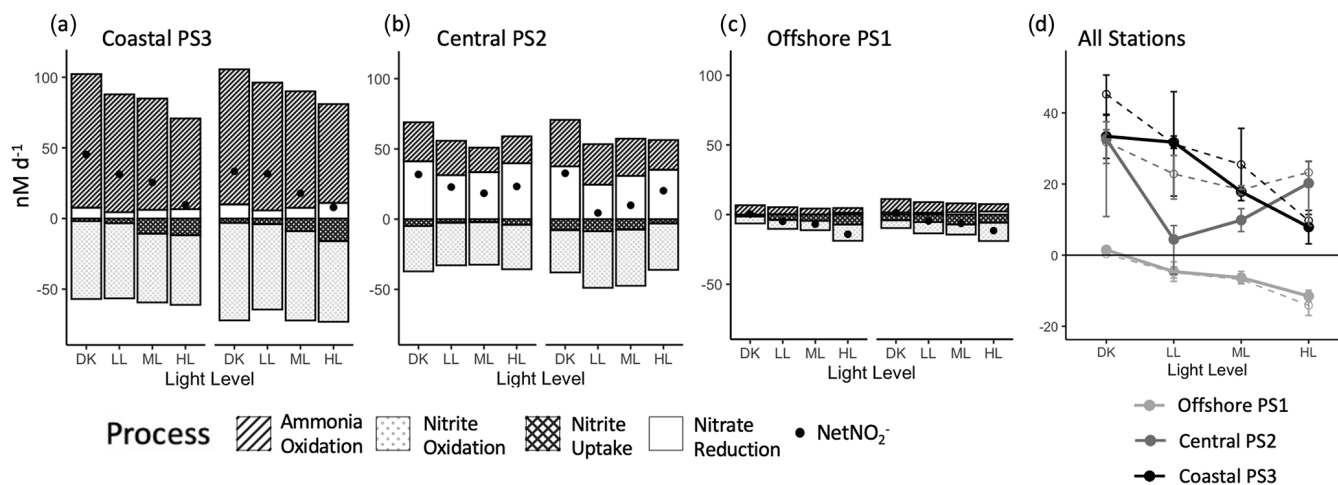 (a) Coastal PS3
(b) Central PS2
(c) Offshore PS1
(d) All Stations
nM d-1
100
50
0
-50
DK LL ML HL DK LL ML HL
Light Level
100
50
0
-50
DK LL ML HL DK LL ML HL
Light Level
100
50
0
-50
DK LL ML HL DK LL ML HL
Light Level
40
20
0
-20
DK LL ML HL
Light Level
Process
Ammonia
Oxidation
Nitrite
Oxidation
Nitrite
Uptake
Nitrate
Reduction
NetNO2-
Offshore PS1
Central PS2
Coastal PS3